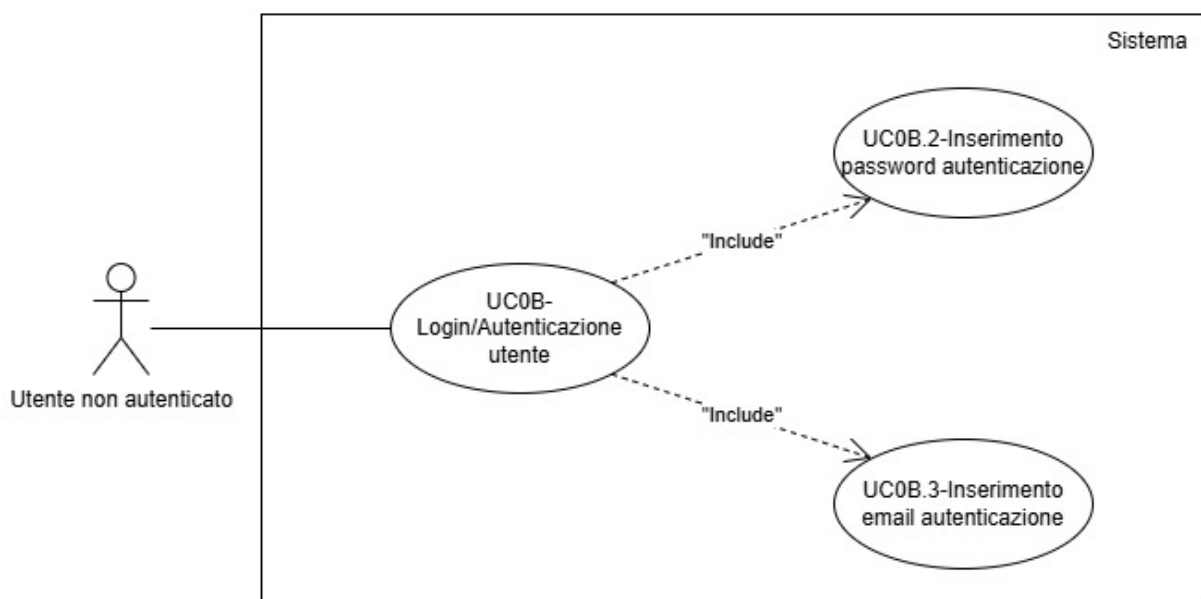 Sistema
UC0B.2-Inserimento
password autenticazione
"Include"
UC0B-
Login/Autenticazione
utente
Utente non autenticato
"Include"
UC0B.3-Inserimento
email autenticazione